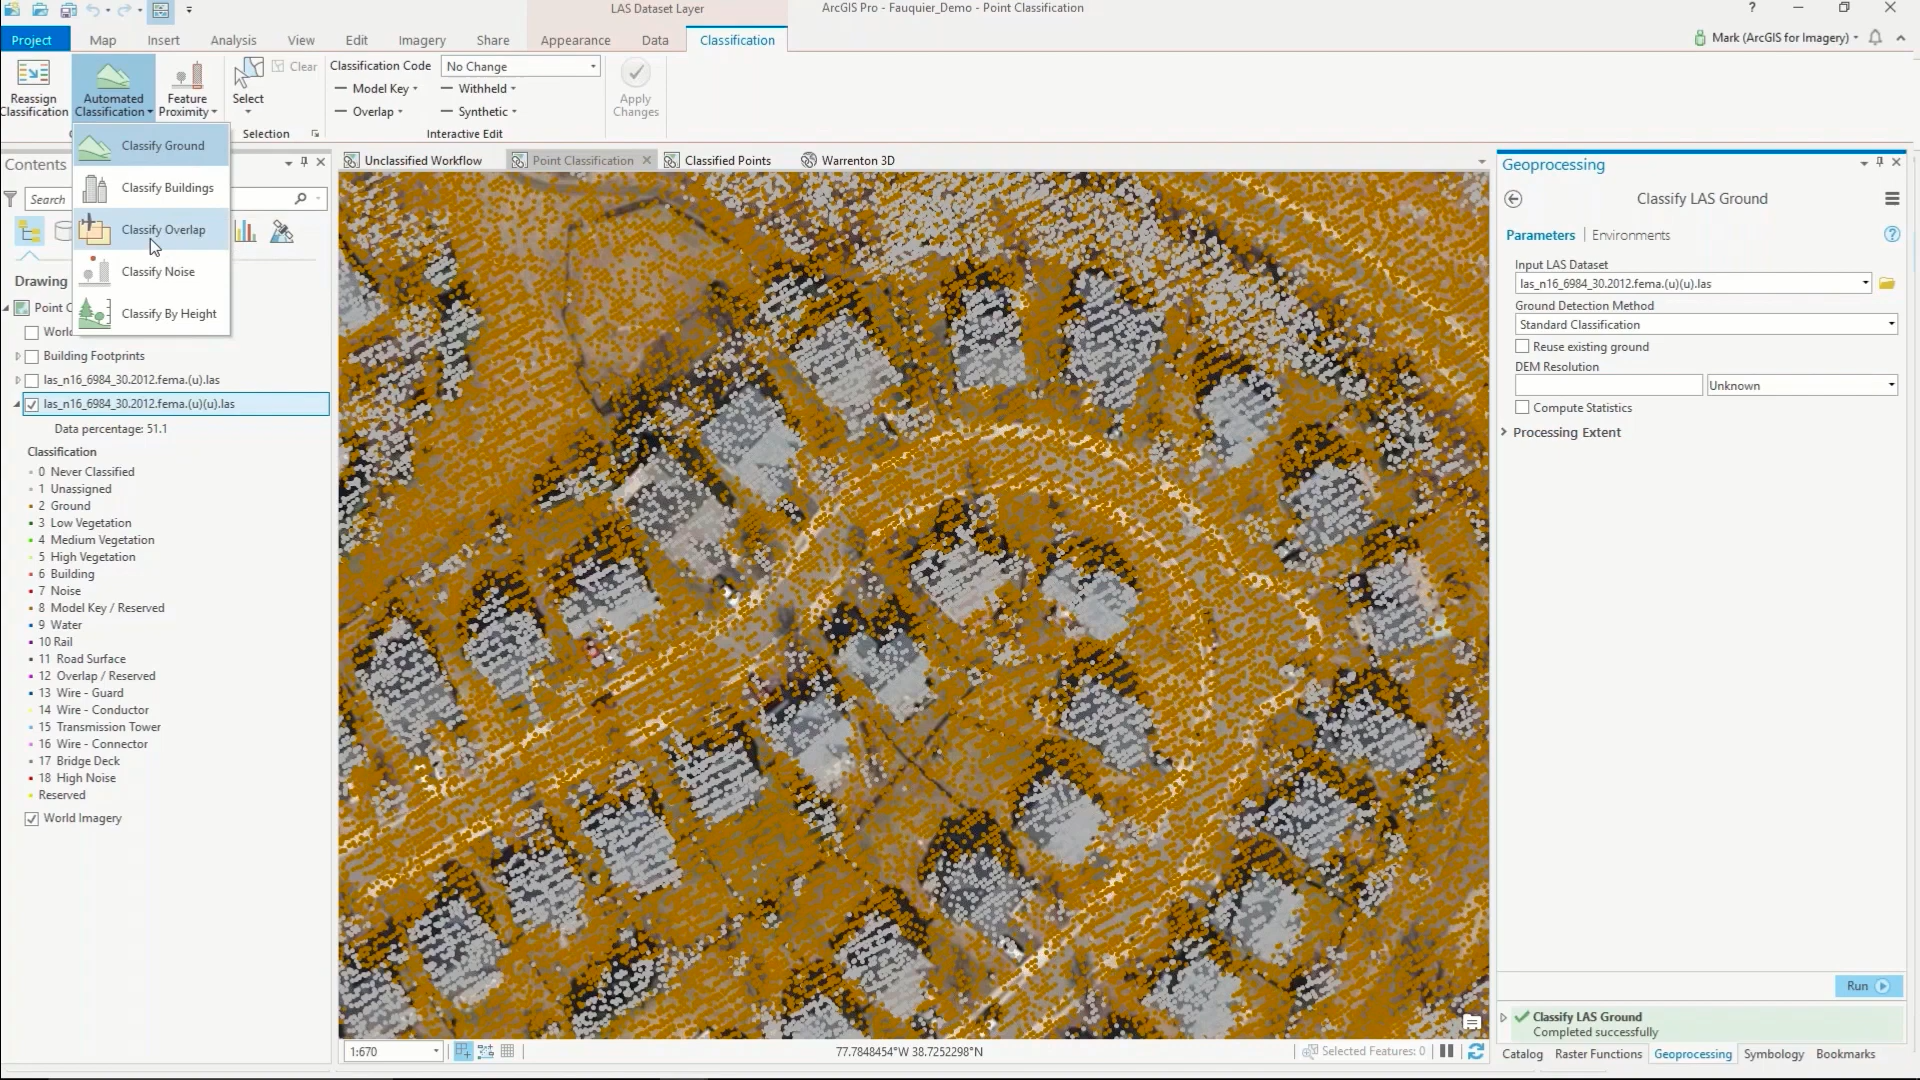 LAS Dataset Layer
ArcGIS Pro - Fauquier_Demo - Point Classification
?
Project
Map
Insert
Analysis
View
Edit
Imagery
Share
Appearance
Data
Classification
Mark (ArcGIS for Imagery)
Reassign
Classification
Automated
Classification
Feature
Proximity
Select
Clear
Classification Code
No Change
Model Key
Withheld
Overlap
Synthetic
Apply
Changes
Selection
Interactive Edit
Classify Ground
Classify Buildings
Classify Overlap
Classify Noise
Classify By Height
Contents
Search
Drawing
Point C
World
Building Footprints
las_n16_6984_30.2012.fema.(u).las
las_n16_6984_30.2012.fema.(u)(u).las
Data percentage: 51.1
Classification
0 Never Classified
1 Unassigned
2 Ground
3 Low Vegetation
4 Medium Vegetation
5 High Vegetation
6 Building
7 Noise
8 Model Key / Reserved
9 Water
10 Rail
11 Road Surface
12 Overlap / Reserved
13 Wire - Guard
14 Wire - Conductor
15 Transmission Tower
16 Wire - Connector
17 Bridge Deck
18 High Noise
Reserved
World Imagery
Unclassified Workflow
Point Classification
Classified Points
Warrenton 3D
1:670
77.7848454°W 38.7252298°N
Selected Features: 0
Geoprocessing
Classify LAS Ground
Parameters | Environments
?
Input LAS Dataset
las_n16_6984_30.2012.fema.(u)(u).las
Ground Detection Method
Standard Classification
Reuse existing ground
DEM Resolution
Unknown
Compute Statistics
Processing Extent
Run
Classify LAS Ground
Completed successfully
Catalog
Raster Functions
Geoprocessing
Symbology
Bookmarks